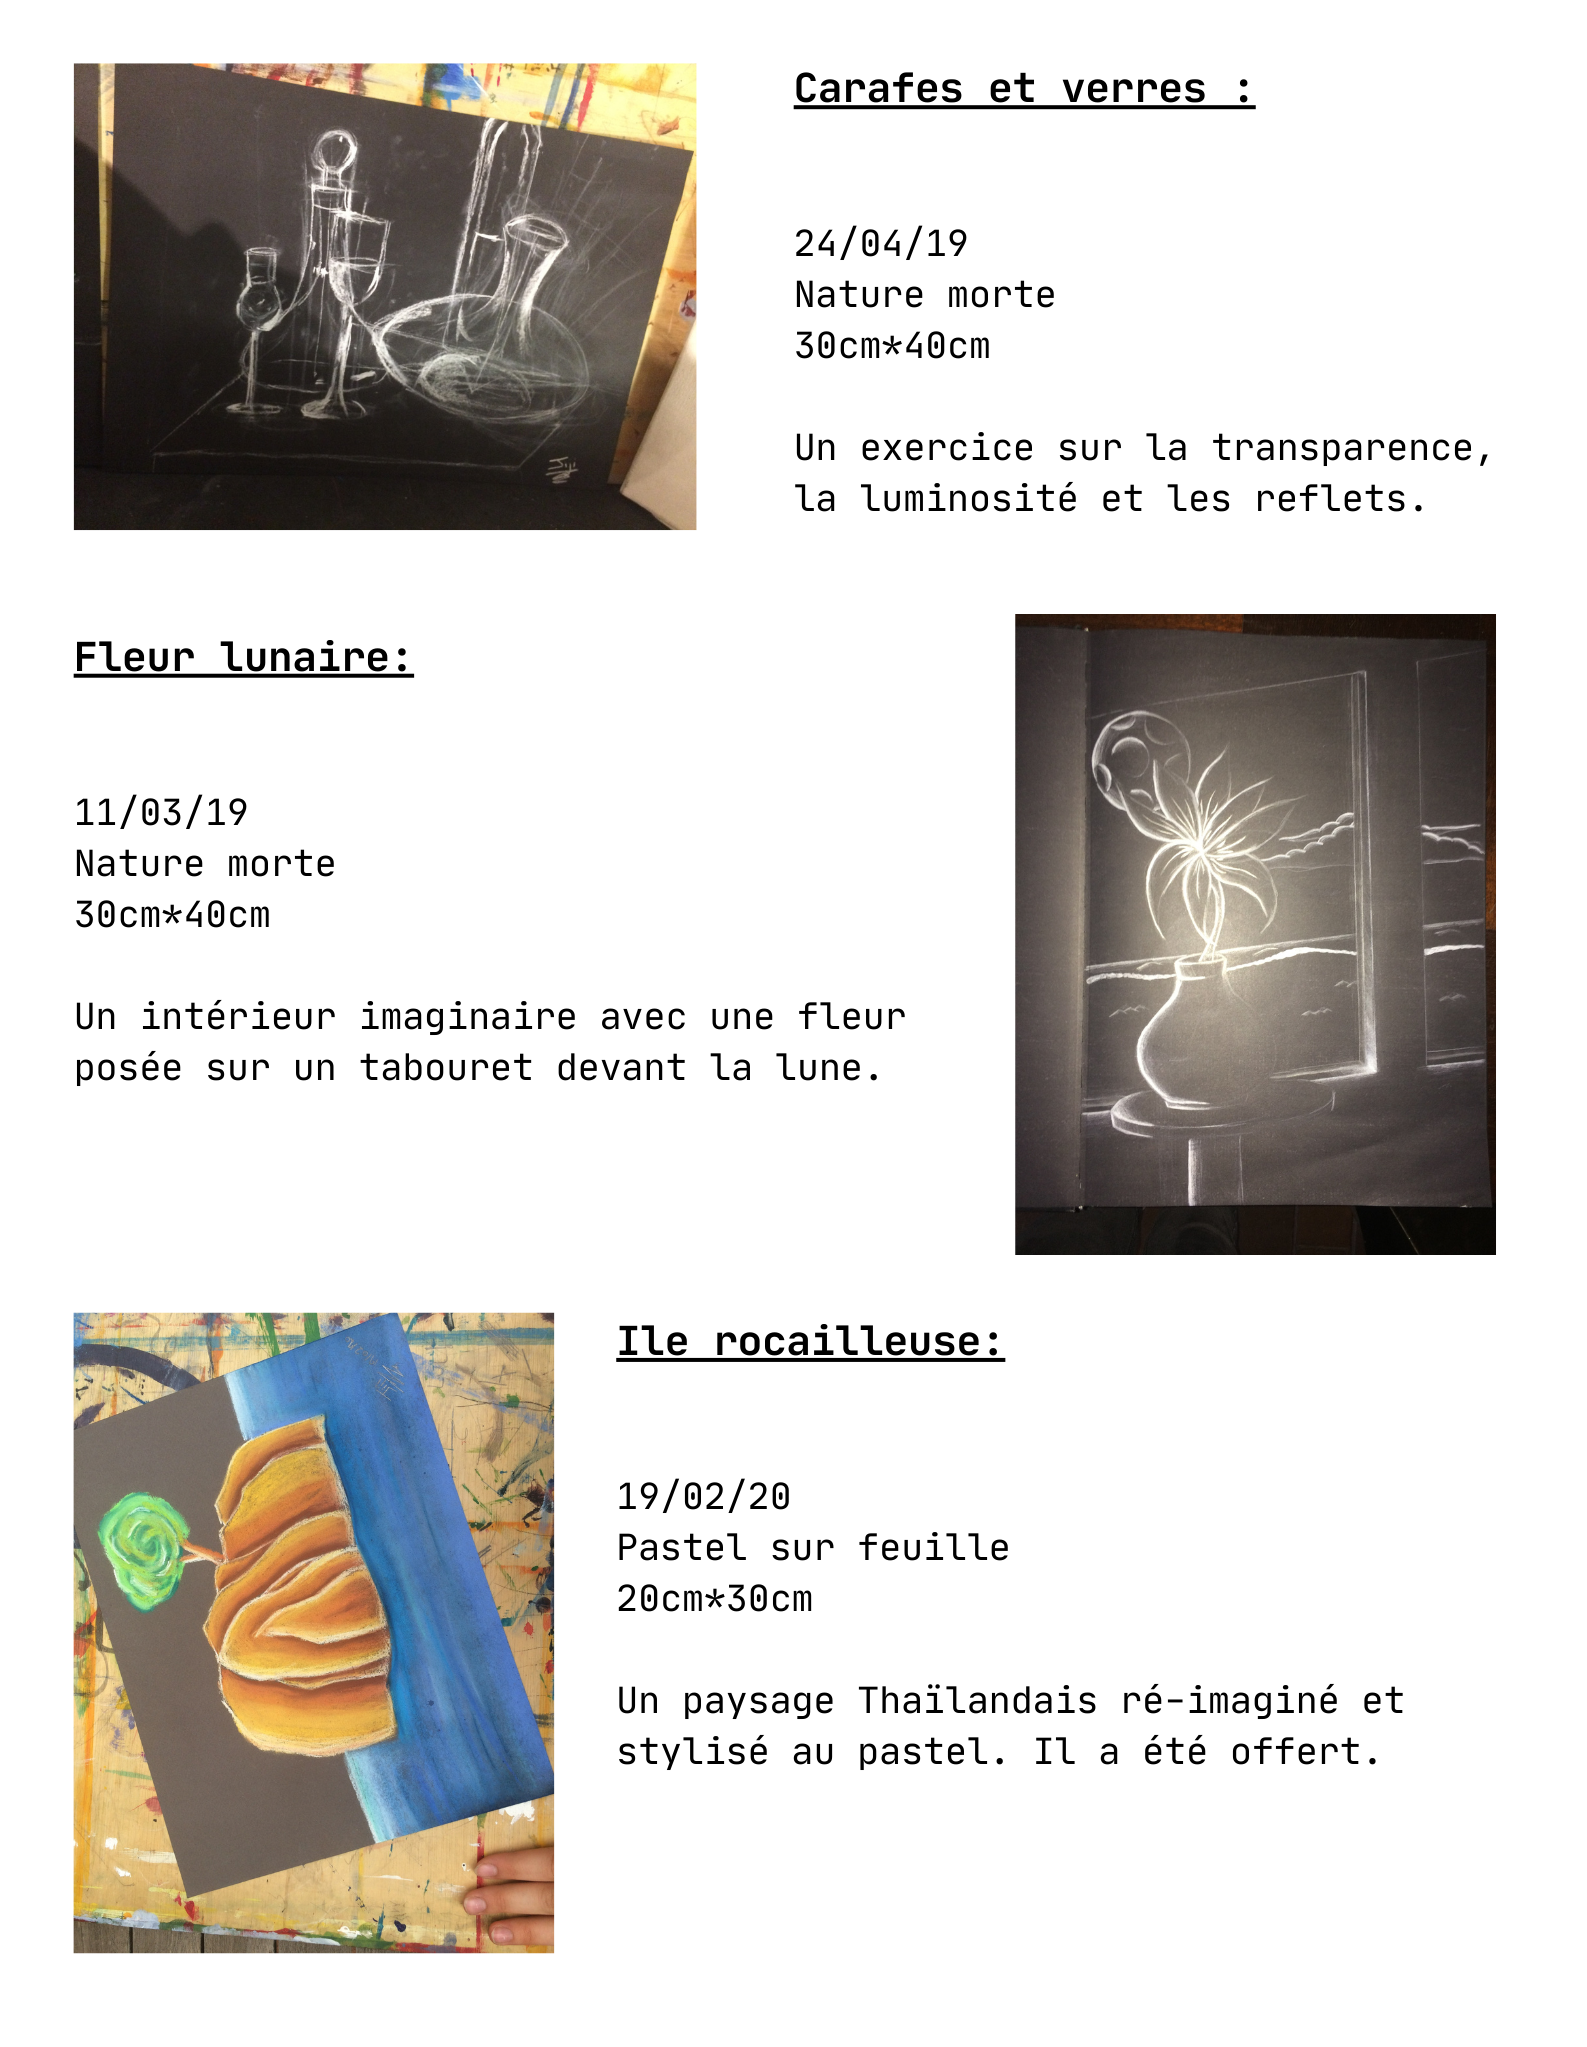 Carafes et verres :
24/04/19
Nature morte
30cm*40cm
Un exercice sur la transparence,
la luminosité et les reflets.
Jiji
Fleur lunaire:
11/03/19
Nature morte
30cm*40cm
Un intérieur imaginaire avec une fleur
posée sur un tabouret devant la lune.
Ile rocailleuse:
19/02/20
Pastel sur feuille
20cm*30cm
Un paysage Thaïlandais ré-imaginé et
stylisé au pastel. Il a été offert.